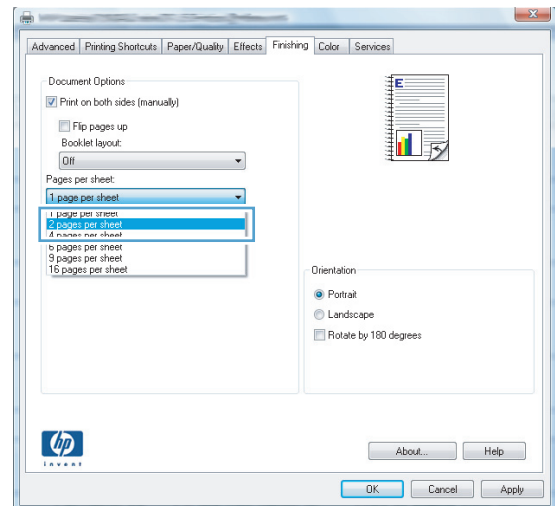 Advanced Printing Shortcuts Paper/Quality Effects Finishing Color Services
Document Options
Print on both sides (manually)
Flip pages up
Booklet layout:
Off
Pages per sheet:
1 page per sheet
1 page per sheet
2 pages per sheet
4 pages per sheet
6 pages per sheet
9 pages per sheet
16 pages per sheet
E
Orientation
Portrait
Landscape
Rotate by 180 degrees
hp
invent
About... Help
OK Cancel Apply